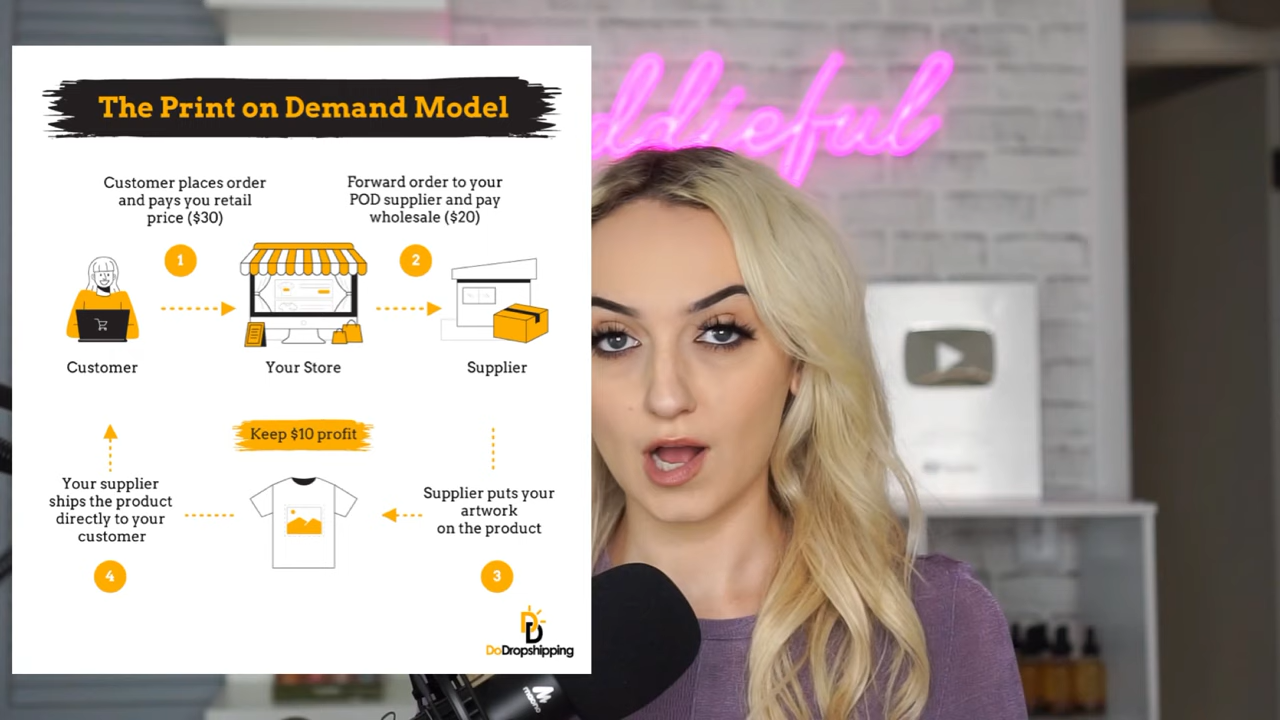 ddieful
The Print on Demand Model
Customer places order
and pays you retail
price ($30)
Forward order to your
POD supplier and pay
wholesale ($20)
1
2
Customer
Your Store
Supplier
Keep $10 profit
Your supplier
ships the product
directly to your
customer
Supplier puts your
artwork
on the product
4
3
DoDropshipping
maono